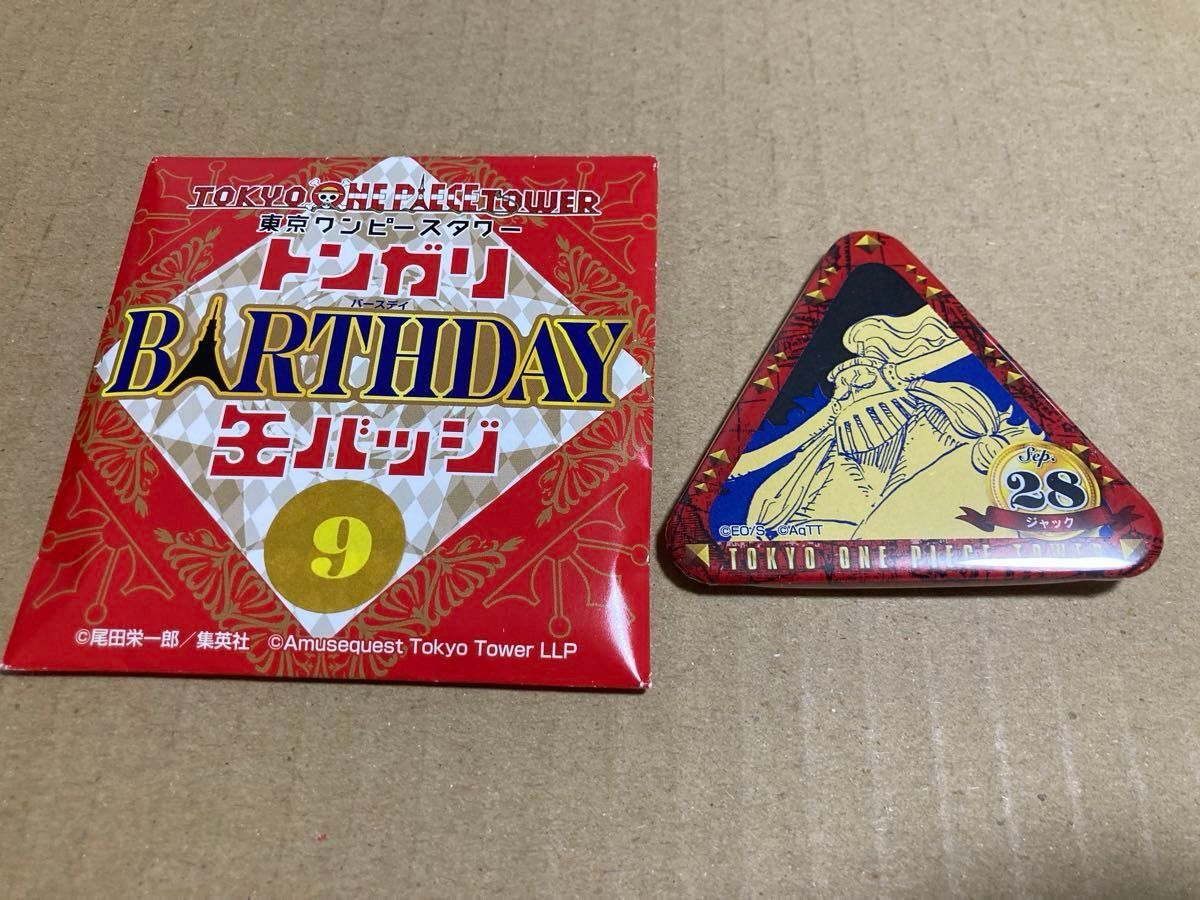 TOKYO ONE PIECE TOWER
東京ワンピースタワー
トンガリ
バースデイ
BIRTHDAY
缶バッジ
9
©尾田栄一郎/集英社 ©Amusequest Tokyo Tower LLP
Sep.
28
ジャック
©EO/S ©AqTT
TOKYO ONE PIECE TOWER